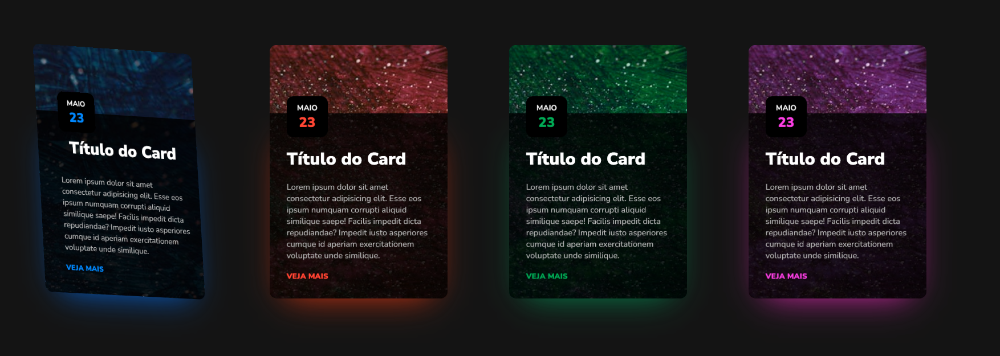 MAIO
23
Título do Card
Lorem ipsum dolor sit amet
consectetur adipisicing elit. Esse eos
ipsum numquam corrupti aliquid
similique saepe! Facilis impedit dicta
repudiandae? Impedit iusto asperiores
cumque id aperiam exercitationem
voluptate unde similique.
VEJA MAIS
MAIO
23
Título do Card
Lorem ipsum dolor sit amet
consectetur adipisicing elit. Esse eos
ipsum numquam corrupti aliquid
similique saepe! Facilis impedit dicta
repudiandae? Impedit iusto asperiores
cumque id aperiam exercitationem
voluptate unde similique.
VEJA MAIS
MAIO
23
Título do Card
Lorem ipsum dolor sit amet
consectetur adipisicing elit. Esse eos
ipsum numquam corrupti aliquid
similique saepe! Facilis impedit dicta
repudiandae? Impedit iusto asperiores
cumque id aperiam exercitationem
voluptate unde similique.
VEJA MAIS
MAIO
23
Título do Card
Lorem ipsum dolor sit amet
consectetur adipisicing elit. Esse eos
ipsum numquam corrupti aliquid
similique saepe! Facilis impedit dicta
repudiandae? Impedit iusto asperiores
cumque id aperiam exercitationem
voluptate unde similique.
VEJA MAIS